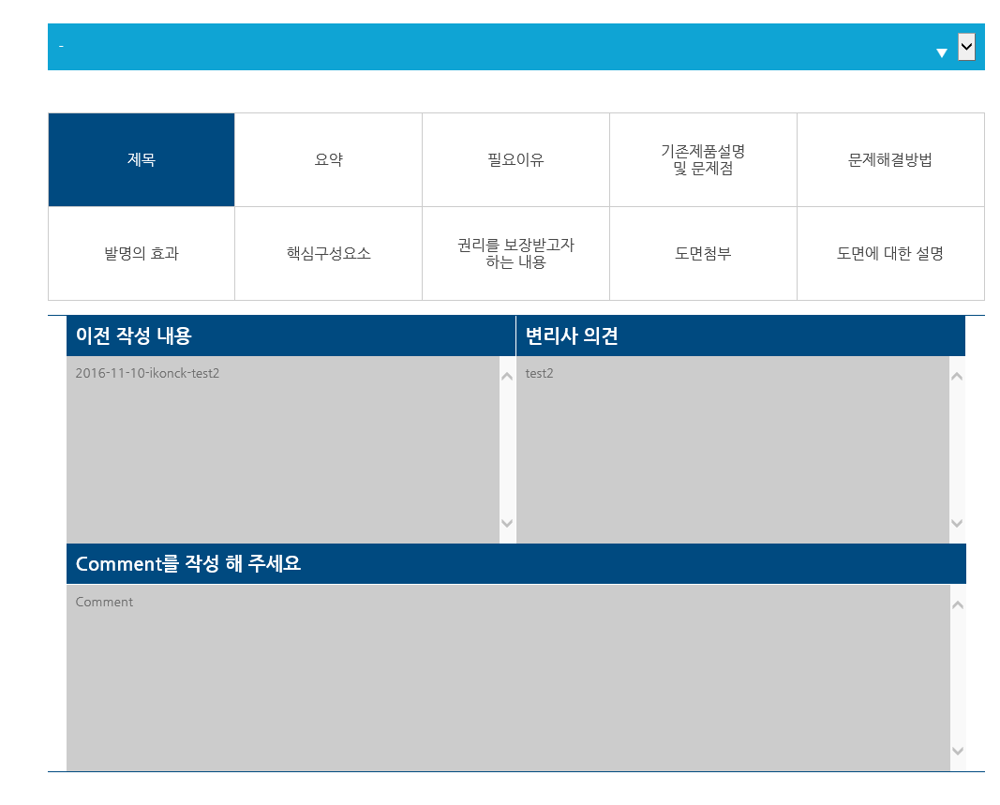 -
▼
제목
요약
필요이유
기존제품설명
및 문제점
문제해결방법
발명의 효과
핵심구성요소
권리를 보장받고자
하는 내용
도면첨부
도면에 대한 설명
이전 작성 내용
변리사 의견
2016-11-10-ikonck-test2
test2
Comment를 작성 해 주세요
Comment